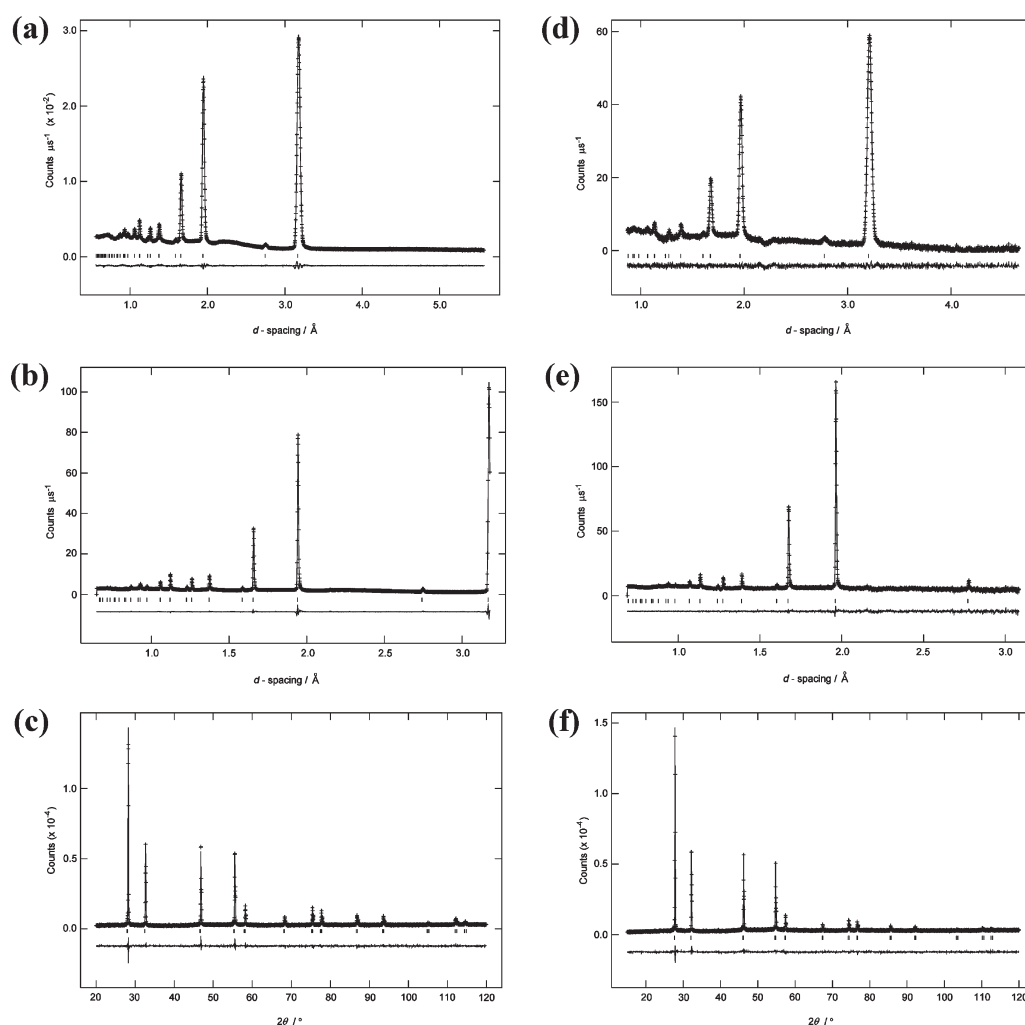 (a)
3.0
2.0
1.0
0.0
Counts µs⁻¹ (x 10⁻²)
1.0 2.0 3.0 4.0 5.0
d - spacing / Å
(d)
60
40
20
0
Counts µs⁻¹
1.0 2.0 3.0 4.0
d - spacing / Å
(b)
100
80
60
40
20
0
Counts µs⁻¹
1.0 1.5 2.0 2.5 3.0
d - spacing / Å
(e)
150
100
50
0
Counts µs⁻¹
1.0 1.5 2.0 2.5 3.0
d - spacing / Å
(c)
1.0
0.5
0.0
Counts (x 10⁻⁴)
20 30 40 50 60 70 80 90 100 110 120
2θ / °
(f)
1.5
1.0
0.5
0.0
Counts (x 10⁻⁴)
20 30 40 50 60 70 80 90 100 110 120
2θ / °